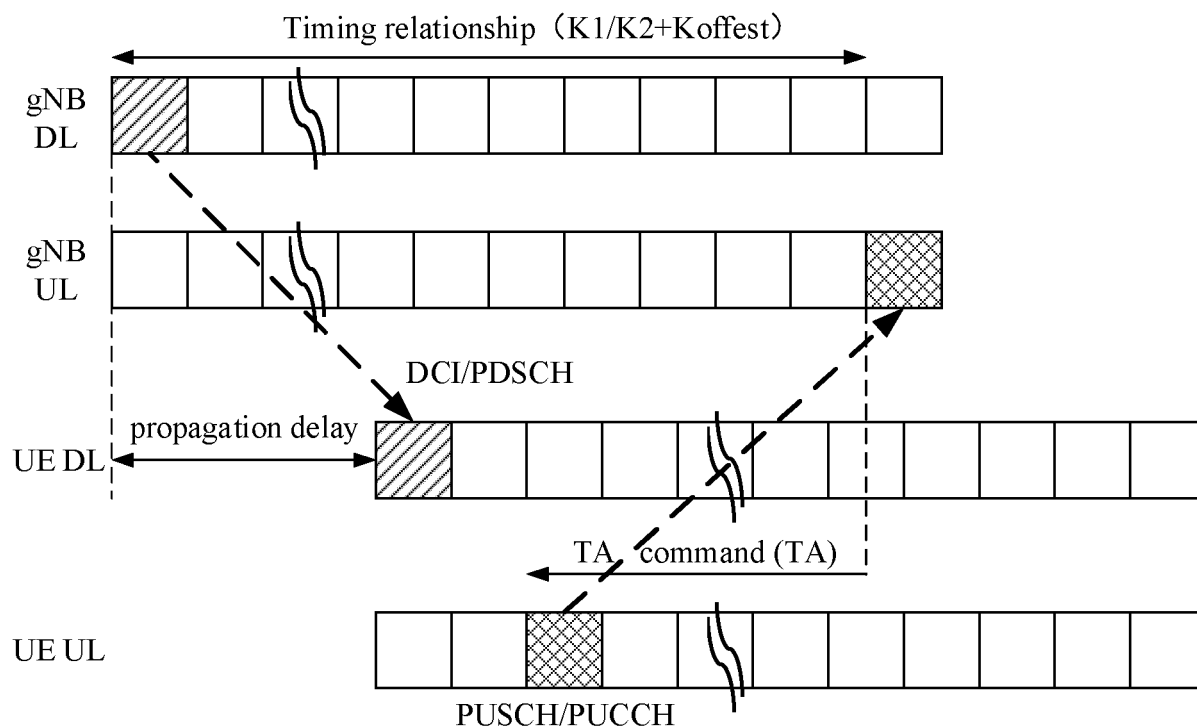 Timing relationship（K1/K2+Koffest）
gNB
DL
gNB
UL
DCI/PDSCH
propagation delay
UE DL
TA command (TA)
UE UL
PUSCH/PUCCH